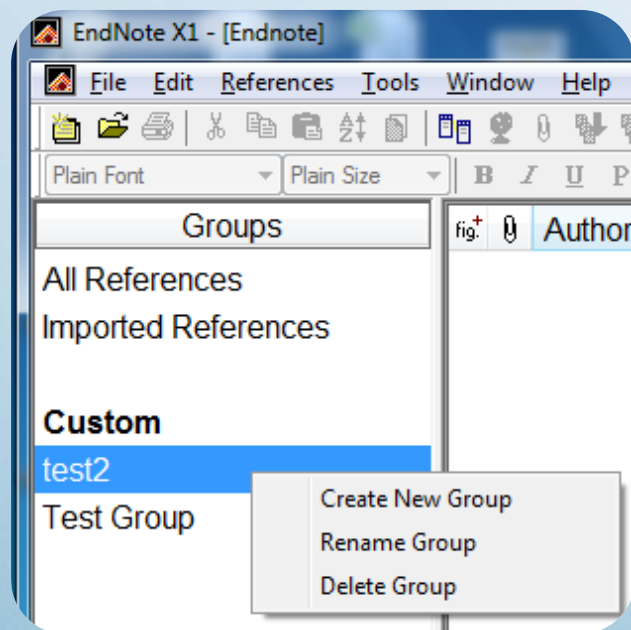 EndNote X1 - [Endnote]
File Edit References Tools Window Help
Plain Font Plain Size B I U P
Groups
fig. Author
All References
Imported References
Custom
test2
Test Group
Create New Group
Rename Group
Delete Group